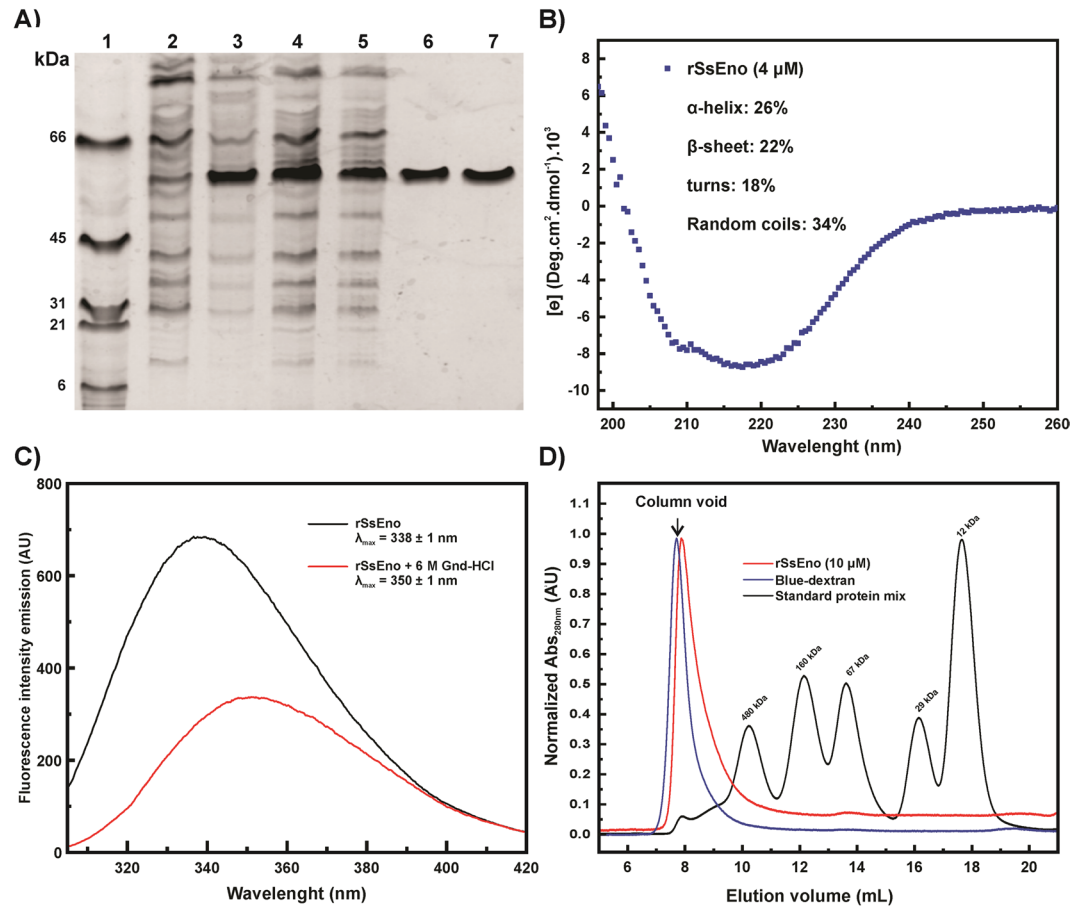 A)
kDa
1 2 3 4 5 6 7
66
45
31
21
6
B)
[ɵ] (Deg.cm².dmol⁻¹).10³
8
6
4
2
0
-2
-4
-6
-8
-10
rSsEno (4 µM)
α-helix: 26%
β-sheet: 22%
turns: 18%
Random coils: 34%
200 210 220 230 240 250 260
Wavelenght (nm)
C)
Fluorescence intensity emission (AU)
800
600
400
200
0
rSsEno
λmax = 338 ± 1 nm
rSsEno + 6 M Gnd-HCl
λmax = 350 ± 1 nm
320 340 360 380 400 420
Wavelenght (nm)
D)
Normalized Abs280nm (AU)
1.1
1.0
0.9
0.8
0.7
0.6
0.5
0.4
0.3
0.2
0.1
0.0
Column void
rSsEno (10 µM)
Blue-dextran
Standard protein mix
480 kDa
160 kDa
67 kDa
29 kDa
12 kDa
6 8 10 12 14 16 18 20
Elution volume (mL)